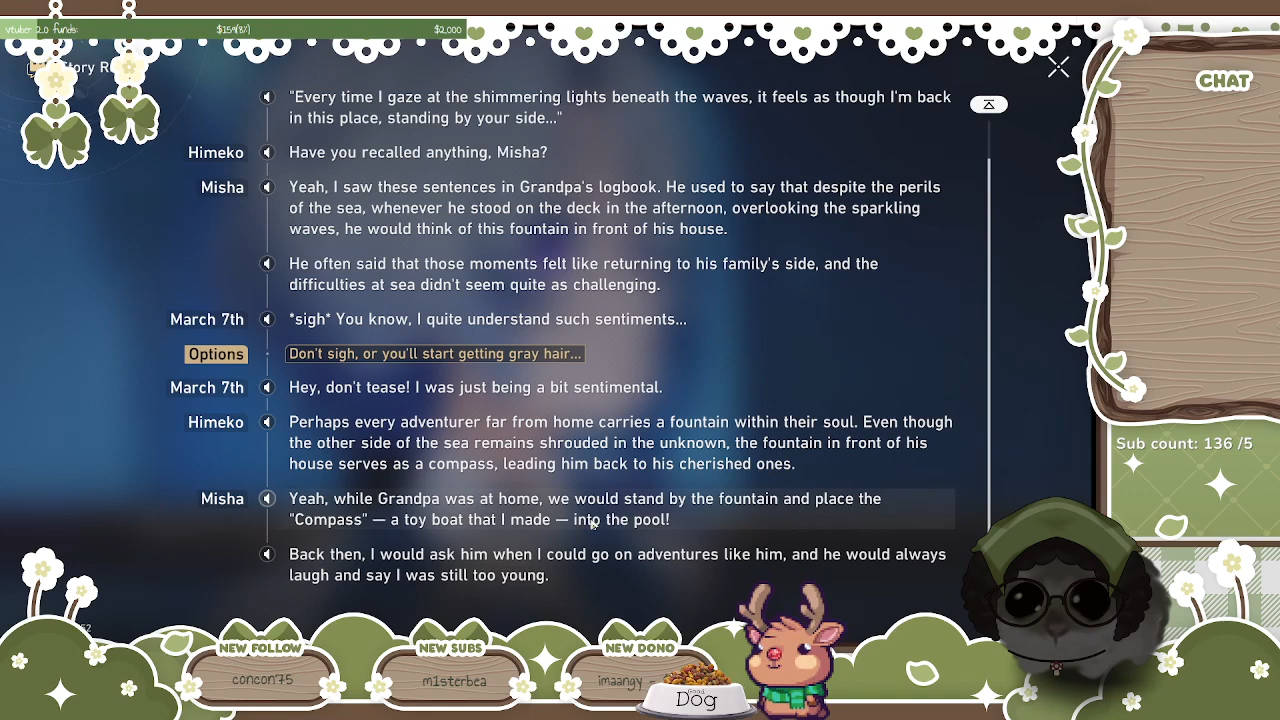 vtuber 2.0 funds:
$2,000
Story
CHAT
"Every time I gaze at the shimmering lights beneath the waves, it feels as though I'm back
in this place, standing by your side..."
Himeko
Have you recalled anything, Misha?
Misha
Yeah, I saw these sentences in Grandpa's logbook. He used to say that despite the perils
of the sea, whenever he stood on the deck in the afternoon, overlooking the sparkling
waves, he would think of this fountain in front of his house.
He often said that those moments felt like returning to his family's side, and the
difficulties at sea didn't seem quite as challenging.
March 7th
*sigh* You know, I quite understand such sentiments...
Options
Don't sigh, or you'll start getting gray hair...
March 7th
Hey, don't tease! I was just being a bit sentimental.
Himeko
Perhaps every adventurer far from home carries a fountain within their soul. Even though
the other side of the sea remains shrouded in the unknown, the fountain in front of his
house serves as a compass, leading him back to his cherished ones.
Misha
Yeah, while Grandpa was at home, we would stand by the fountain and place the
"Compass" — a toy boat that I made — into the pool!
Back then, I would ask him when I could go on adventures like him, and he would always
laugh and say I was still too young.
Sub count: 136 /5
NEW FOLLOW
concon75
NEW SUBS
m1sterbea
NEW DONO
imaangy -
Good
Dog